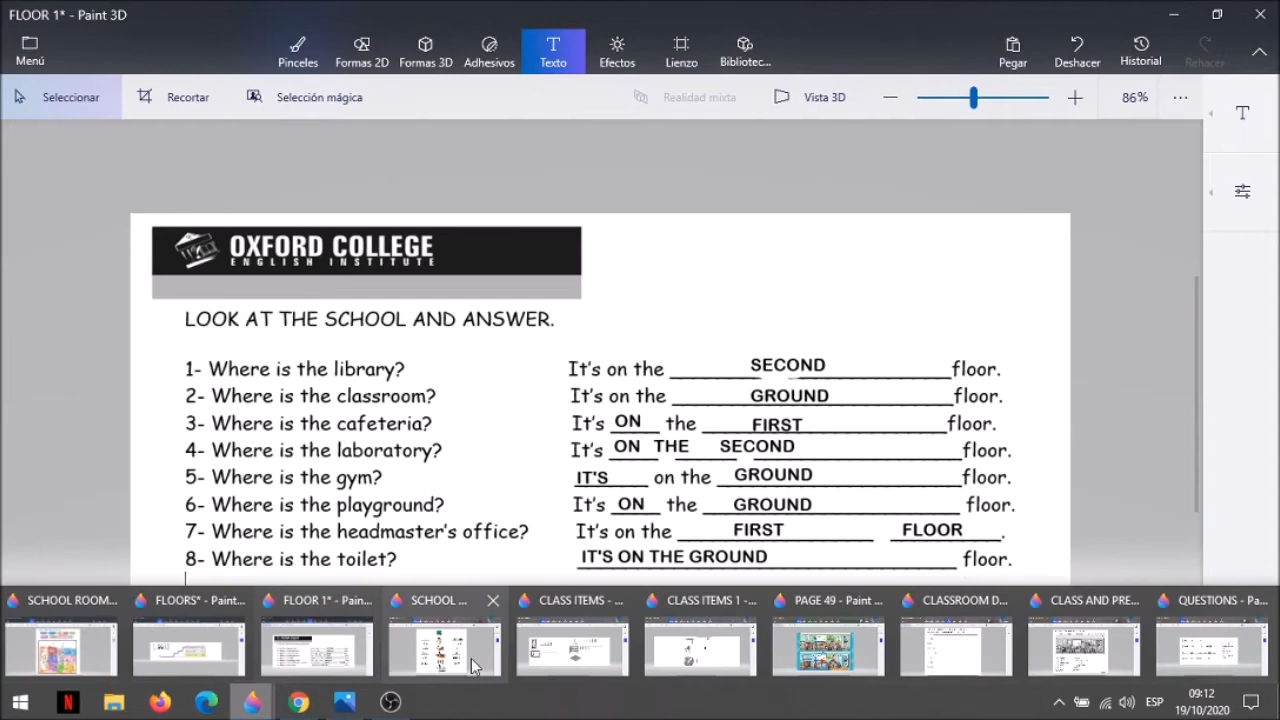 FLOOR 1* - Paint 3D
Menú
Pinceles Formas 2D Formas 3D Adhesivos Texto Efectos Lienzo Bibliotec... Pegar Deshacer Historial Rehacer
Seleccionar Recortar Selección mágica Realidad mixta Vista 3D 86%
OXFORD COLLEGE
ENGLISH INSTITUTE
LOOK AT THE SCHOOL AND ANSWER.
1- Where is the library? It's on the SECOND floor.
2- Where is the classroom? It's on the GROUND floor.
3- Where is the cafeteria? It's ON the FIRST floor.
4- Where is the laboratory? It's ON THE SECOND floor.
5- Where is the gym? IT'S on the GROUND floor.
6- Where is the playground? It's ON the GROUND floor.
7- Where is the headmaster's office? It's on the FIRST FLOOR.
8- Where is the toilet? IT'S ON THE GROUND floor.
SCHOOL ROOM... FLOORS* - Paint... FLOOR 1* - Pain... SCHOOL ... CLASS ITEMS - ... CLASS ITEMS 1 -... PAGE 49 - Paint ... CLASSROOM D... CLASS AND PRE... QUESTIONS - Pa...
ESP 09:12
19/10/2020